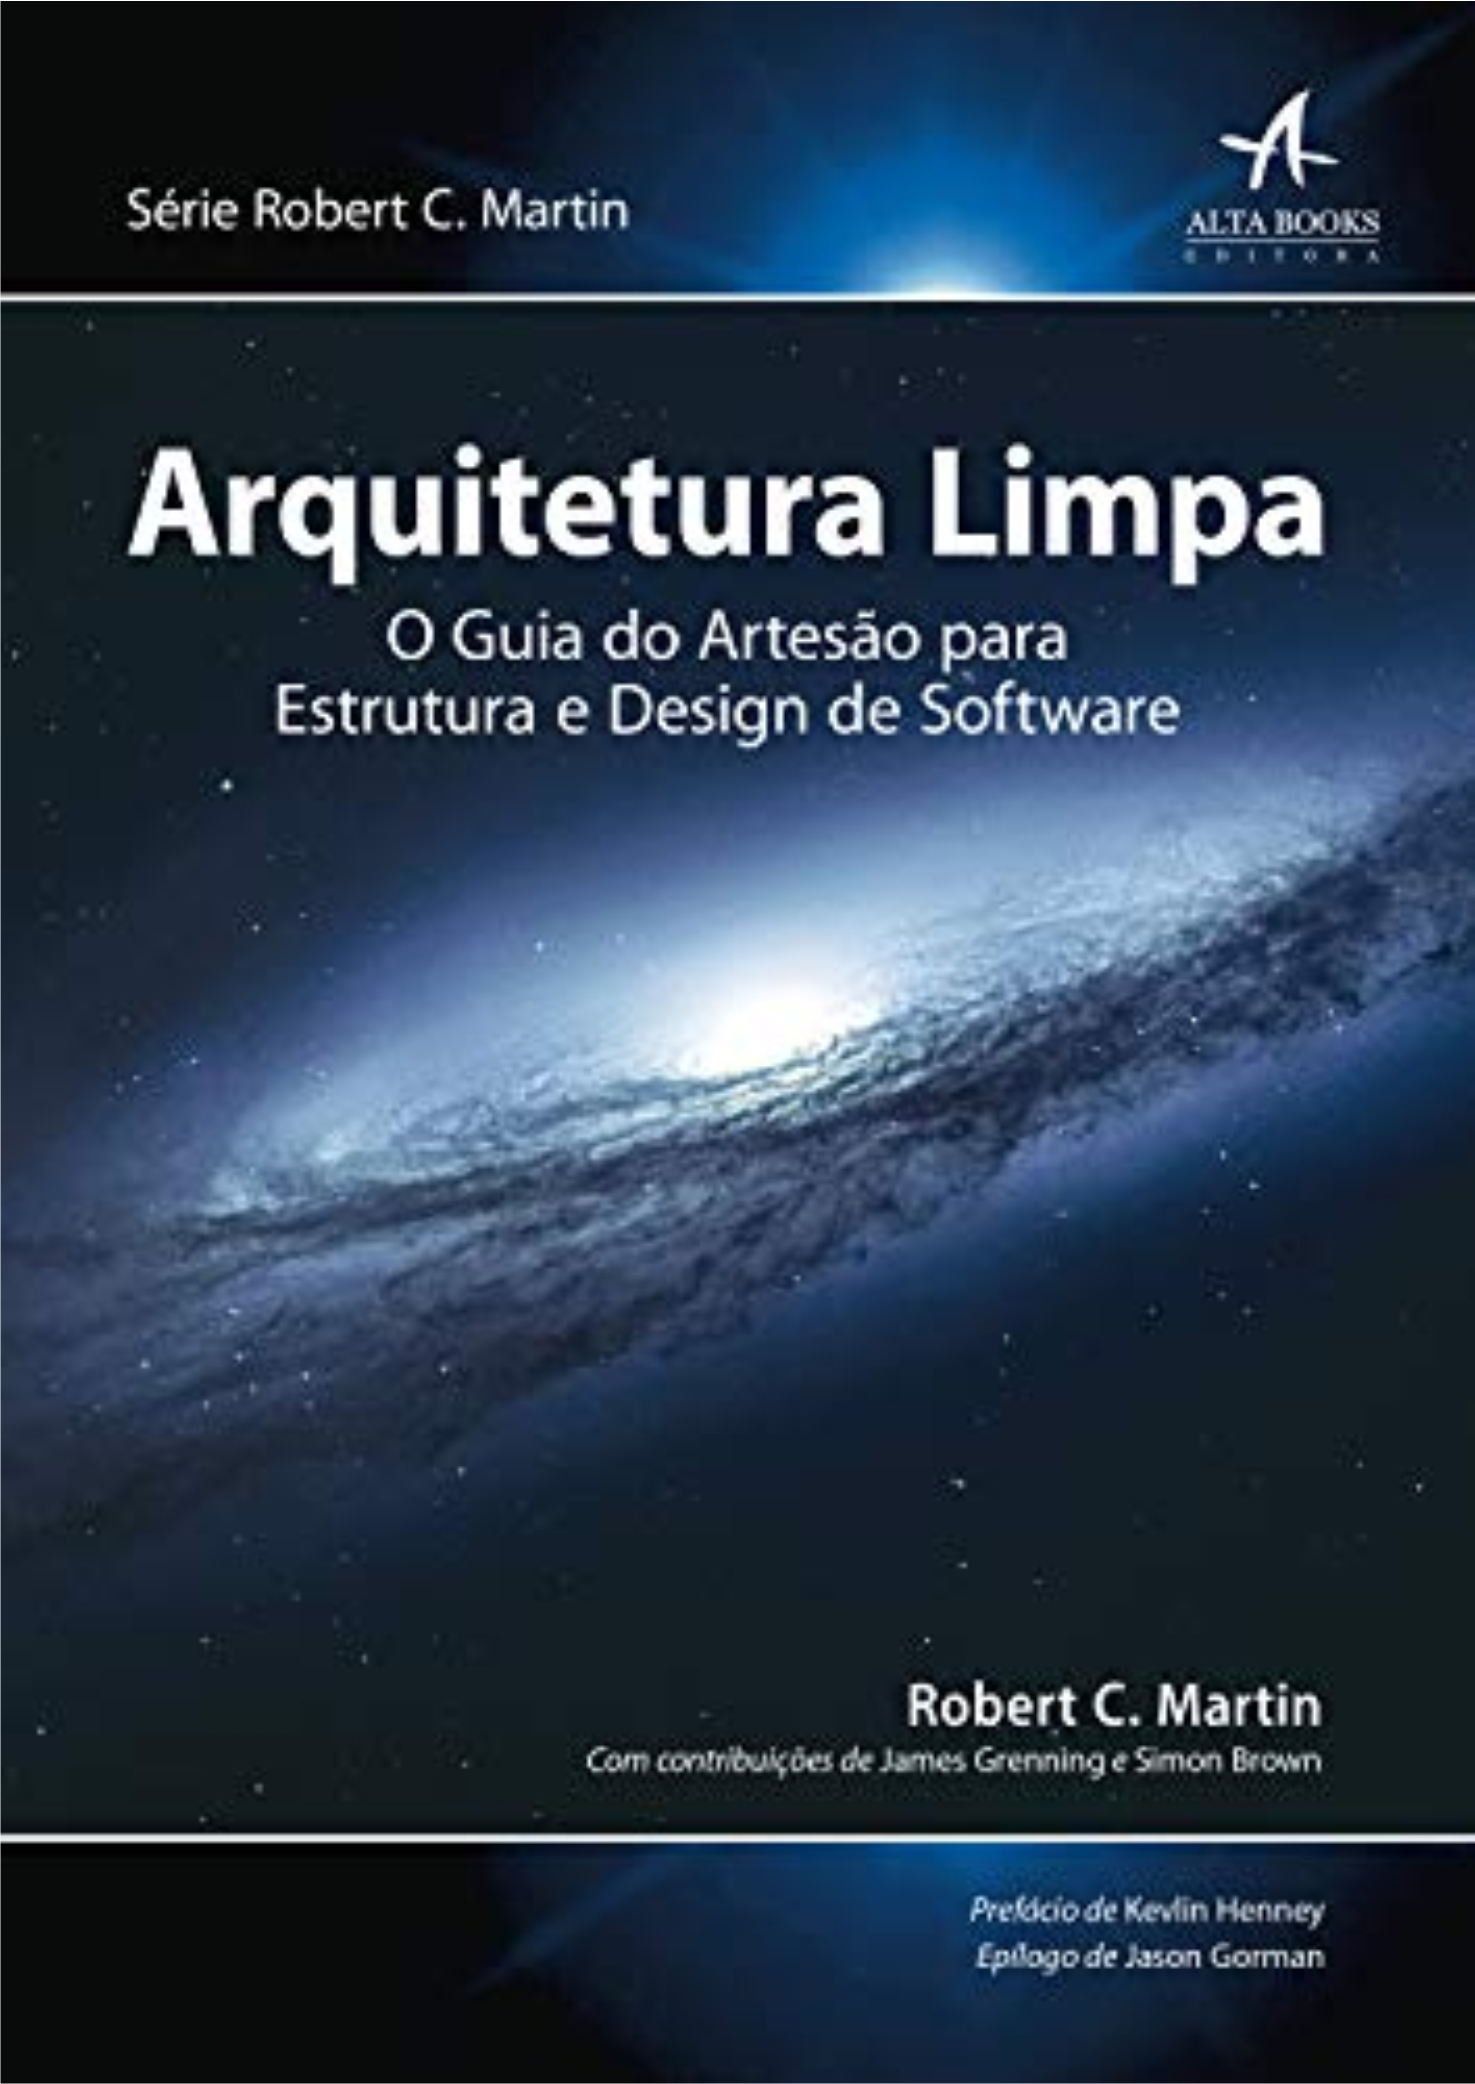 Série Robert C. Martin
ALTA BOOKS
EDITORA
Arquitetura Limpa
O Guia do Artesão para
Estrutura e Design de Software
Robert C. Martin
Com contribuições de James Grenning e Simon Brown
Prefácio de Kevlin Henney
Epílogo de Jason Gorman